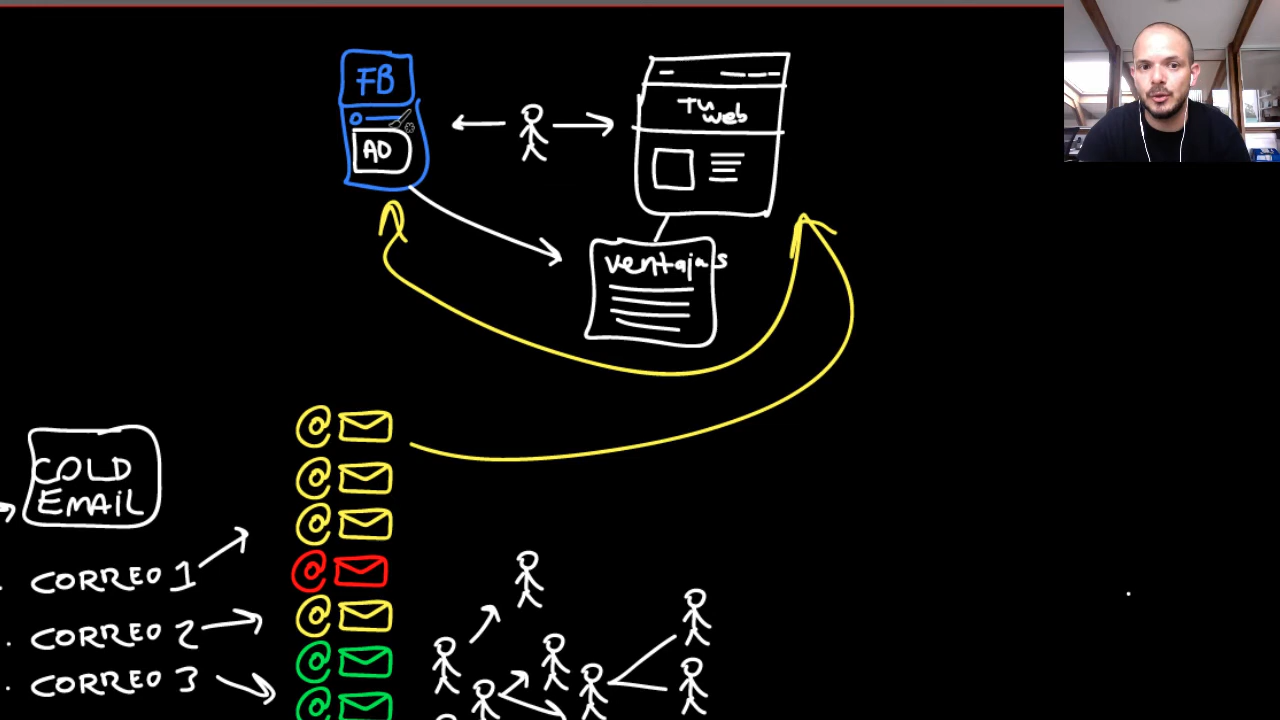 FB
AD
Tu
web
ventajas
COLD
EMAIL
@
@
@
@
@
@
@
CORREO 1
CORREO 2
CORREO 3